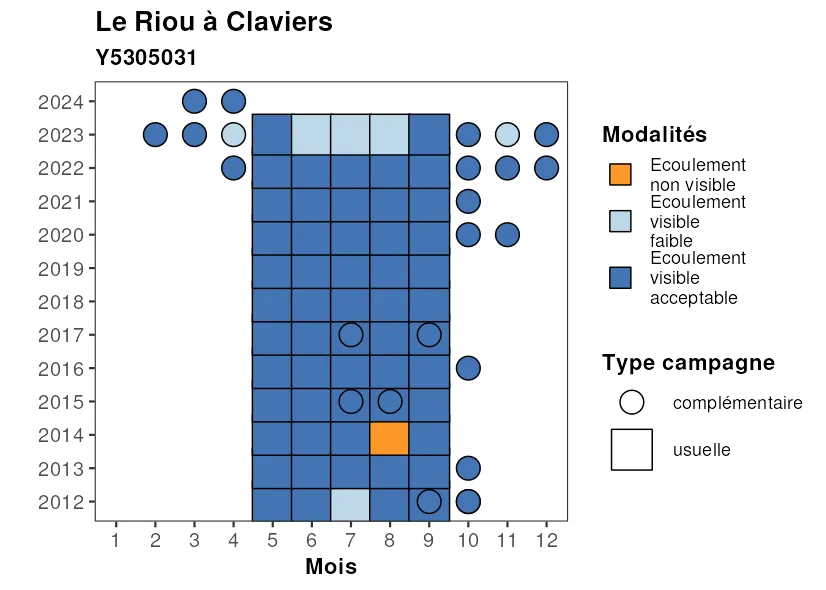 Le Riou à Claviers
Y5305031
2024
2023
2022
2021
2020
2019
2018
2017
2016
2015
2014
2013
2012
1 2 3 4 5 6 7 8 9 10 11 12
Mois
Modalités
Ecoulement
non visible
Ecoulement
visible
faible
Ecoulement
visible
acceptable
Type campagne
complémentaire
usuelle